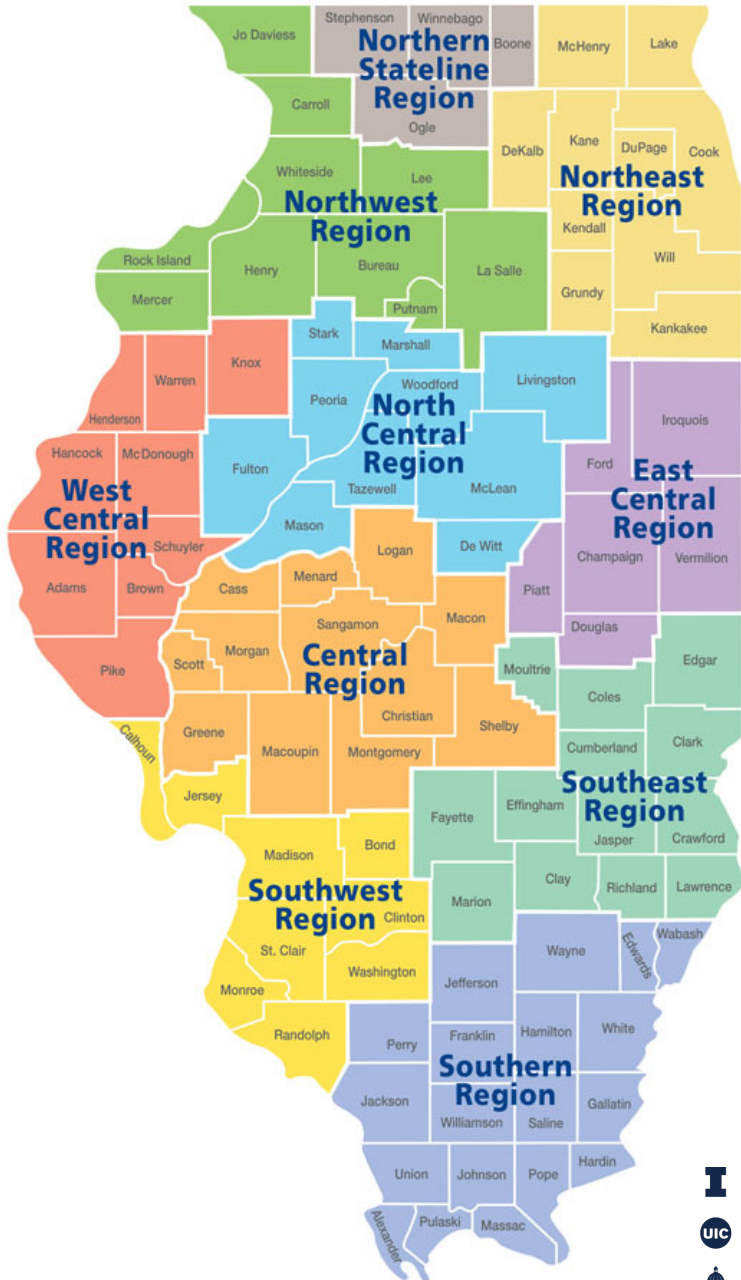 Jo Daviess
Stephenson
Winnebago
Boone
McHenry
Lake
Northern
Stateline
Region
Carroll
Ogle
DeKalb
Kane
DuPage
Cook
Northeast
Region
Whiteside
Lee
Northwest
Region
Kendall
Rock Island
Henry
Bureau
La Salle
Will
Mercer
Putnam
Grundy
Kankakee
Stark
Marshall
Knox
Warren
Henderson
Peoria
Woodford
Livingston
North
Central
Region
Iroquois
Hancock
McDonough
Fulton
Tazewell
McLean
Ford
East
Central
Region
West
Central
Region
Schuyler
Mason
Logan
De Witt
Champaign
Vermilion
Adams
Brown
Cass
Menard
Piatt
Sangamon
Macon
Douglas
Pike
Scott
Morgan
Central
Region
Moultrie
Edgar
Christian
Shelby
Coles
Calhoun
Greene
Macoupin
Montgomery
Cumberland
Clark
Jersey
Southeast
Region
Fayette
Effingham
Jasper
Crawford
Madison
Bond
Clay
Richland
Lawrence
Southwest
Region
Clinton
Marion
St. Clair
Washington
Wayne
Edwards
Wabash
Monroe
Jefferson
Randolph
Perry
Franklin
Hamilton
White
Southern
Region
Jackson
Williamson
Saline
Gallatin
Union
Johnson
Pope
Hardin
Alexander
Pulaski
Massac
I
UIC